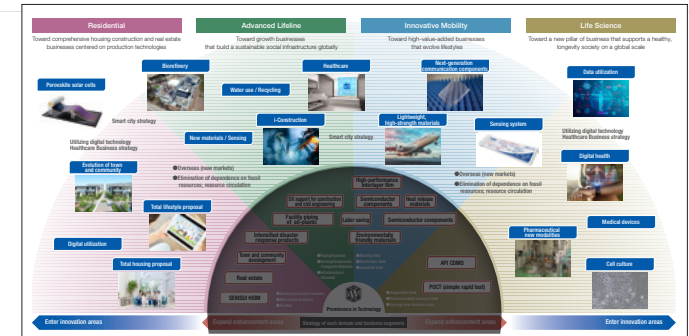 Residential
Advanced Lifeline
Innovative Mobility
Life Science
Toward comprehensive housing construction and real estate
businesses centered on production technologies
Toward growth businesses
that build a sustainable social infrastructure globally
Toward high-value-added businesses
that evolve lifestyles
Toward a new pillar of business that supports a healthy,
longevity society on a global scale
Perovskite solar cells
Biorefinery
Water use / Recycling
Healthcare
Next-generation
communication components
Data utilization
Smart city strategy
New materials / Sensing
i-Construction
Smart city strategy
Lightweight,
high-strength materials
Sensing system
Utilizing digital technology
Healthcare Business strategy
Utilizing digital technology
Healthcare Business strategy
Evolution of town
and community
Overseas (new markets)
Elimination of dependence on fossil
resources; resource circulation
Overseas (new markets)
Elimination of dependence on fossil
resources; resource circulation
Digital health
High-performance
interlayer film
DX support for construction
and civil engineering
Semiconductor
components
Heat release
materials
Total lifestyle proposal
Facility piping
of all-plastic
Labor saving
Semiconductor components
Medical devices
Intensified disaster
response products
Environmentally
friendly materials
Pharmaceutical
new modalities
Digital utilization
Town and community
development
API CDMO
Total housing proposal
Real estate
Cell culture
SEKISUI HEIM
POCT (simple rapid test)
Prominence in Technology
Enter innovation areas
Expand enhancement areas
Strategy of each domain and business segments
Expand enhancement areas
Enter innovation areas